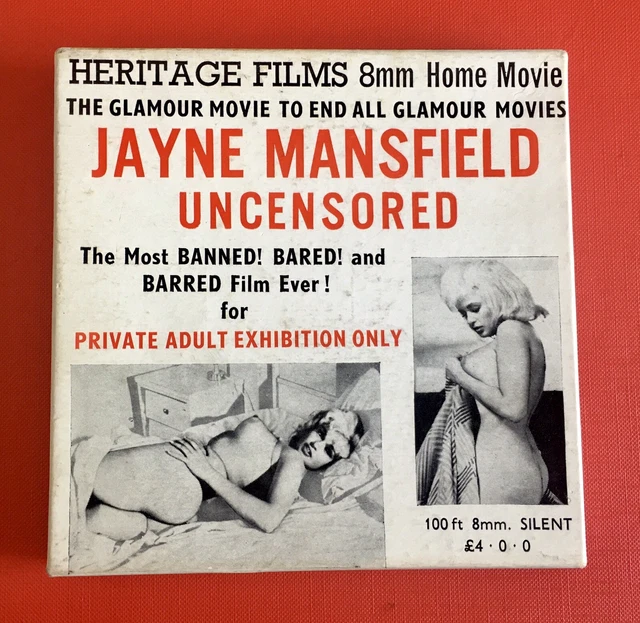 HERITAGE FILMS 8mm Home Movie
THE GLAMOUR MOVIE TO END ALL GLAMOUR MOVIES
JAYNE MANSFIELD
UNCENSORED
The Most BANNED! BARED! and
BARRED Film Ever!
for
PRIVATE ADULT EXHIBITION ONLY
100 ft 8mm. SILENT
£4 · 0 · 0